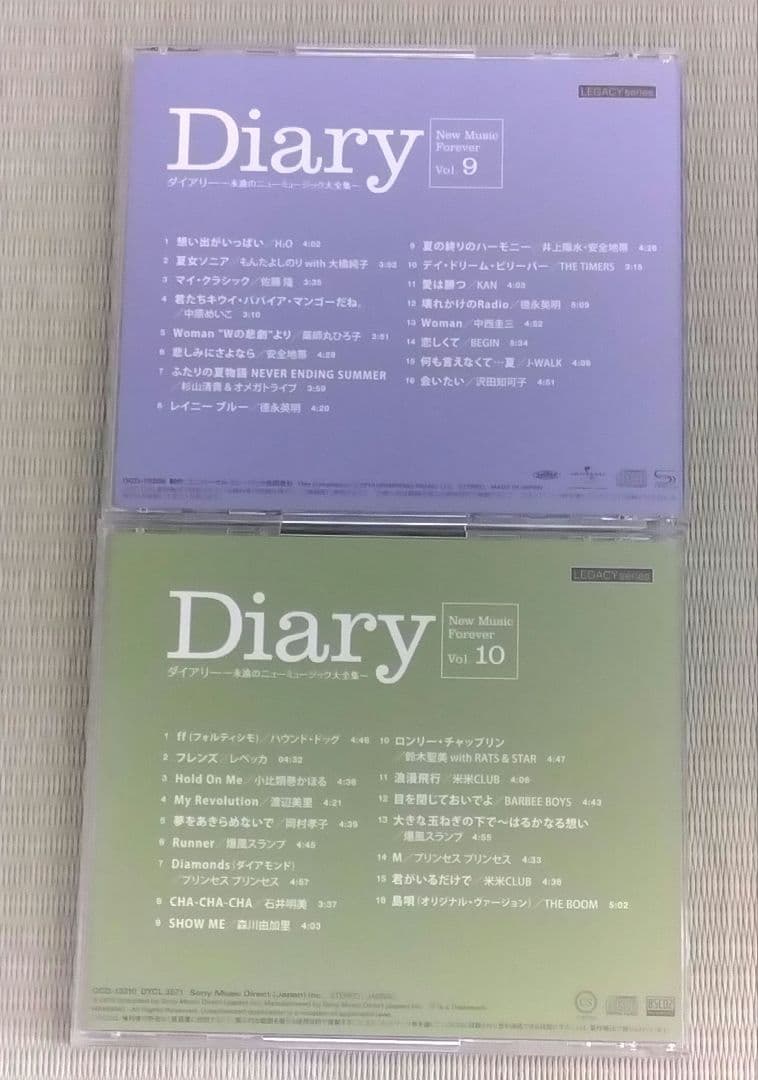 LEGACY series
Diary
New Music
Forever
Vol. 9
ダイアリー〜永遠のニューミュージック大全集〜
1 想い出がいっぱい／H₂O 4:02
2 夏女ソニア／もんたよしのり with 大橋純子 3:53
3 マイ・クラシック／佐藤 隆 3:35
4 君たちキウイ・パパイア・マンゴーだね。
／中原めいこ 3:10
5 Woman "Wの悲劇"より／薬師丸ひろ子 3:51
6 悲しみにさよなら／安全地帯 4:29
7 ふたりの夏物語 NEVER ENDING SUMMER
／杉山清貴 & オメガトライブ 3:59
8 レイニー ブルー／德永英明 4:20
9 夏の終りのハーモニー／井上陽水・安全地帯 4:26
10 デイ・ドリーム・ビリーバー／THE TIMERS 3:15
11 愛は勝つ／KAN 4:03
12 壊れかけのRadio／德永英明 5:09
13 Woman／中西圭三 4:52
14 恋しくて／BEGIN 5:34
15 何も言えなくて…夏／J-WALK 4:36
16 会いたい／沢田知可子 4:51
LEGACY series
Diary
New Music
Forever
Vol. 10
ダイアリー〜永遠のニューミュージック大全集〜
1 ff (フォルティシモ)／ハウンド・ドッグ 4:46
2 フレンズ／レベッカ 04:32
3 Hold On Me／小比類巻かほる 4:36
4 My Revolution／渡辺美里 4:21
5 夢をあきらめないで／岡村孝子 4:39
6 Runner／爆風スランプ 4:45
7 Diamonds (ダイアモンド)
／プリンセス プリンセス 4:57
8 CHA-CHA-CHA／石井明美 3:37
9 SHOW ME／森川由加里 4:03
10 ロンリー・チャップリン
／鈴木聖美 with RATS & STAR 4:47
11 浪漫飛行／米米CLUB 4:06
12 目を閉じておいでよ／BARBEE BOYS 4:43
13 大きな玉ねぎの下で〜はるかなる想い
／爆風スランプ 4:55
14 M／プリンセス プリンセス 4:33
15 君がいるだけで／米米CLUB 4:36
16 島唄 (オリジナル・ヴァージョン)／THE BOOM 5:02
Sony Music Direct (Japan) Inc.